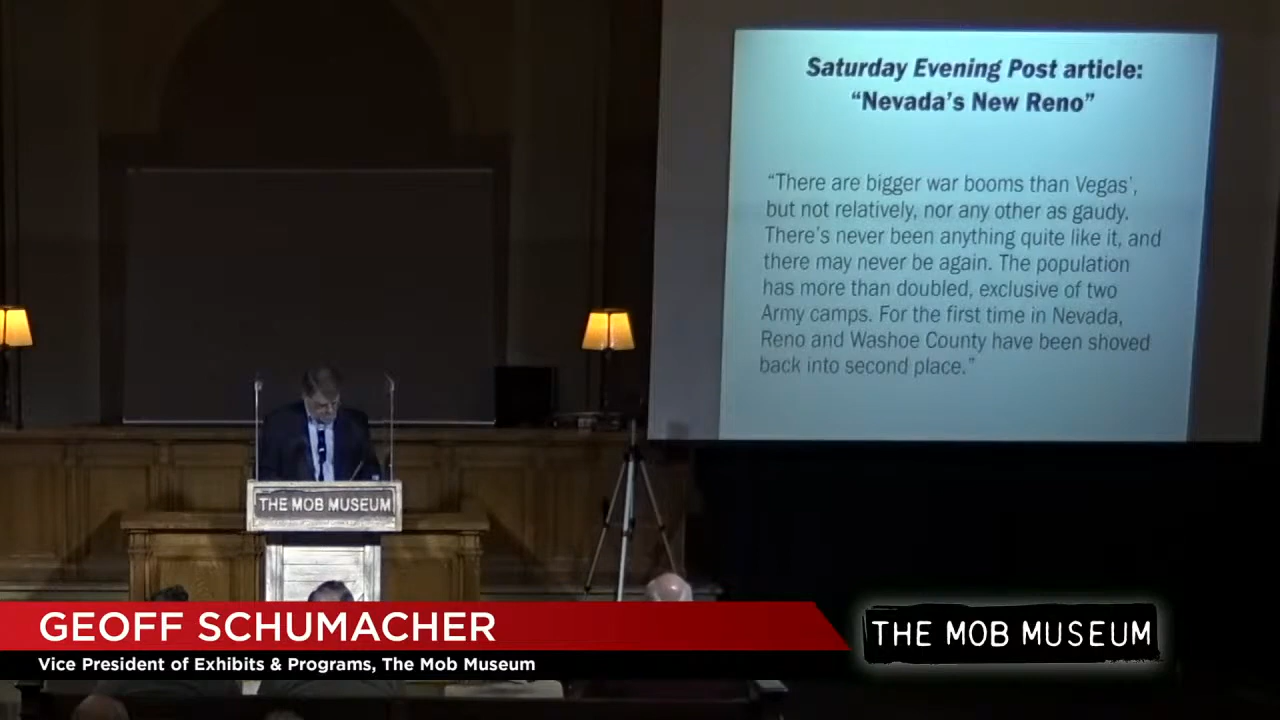 Saturday Evening Post article:
“Nevada’s New Reno”
“There are bigger war booms than Vegas’,
but not relatively, nor any other as gaudy.
There’s never been anything quite like it, and
there may never be again. The population
has more than doubled, exclusive of two
Army camps. For the first time in Nevada,
Reno and Washoe County have been shoved
back into second place.”
THE MOB MUSEUM
GEOFF SCHUMACHER
Vice President of Exhibits & Programs, The Mob Museum
THE MOB MUSEUM